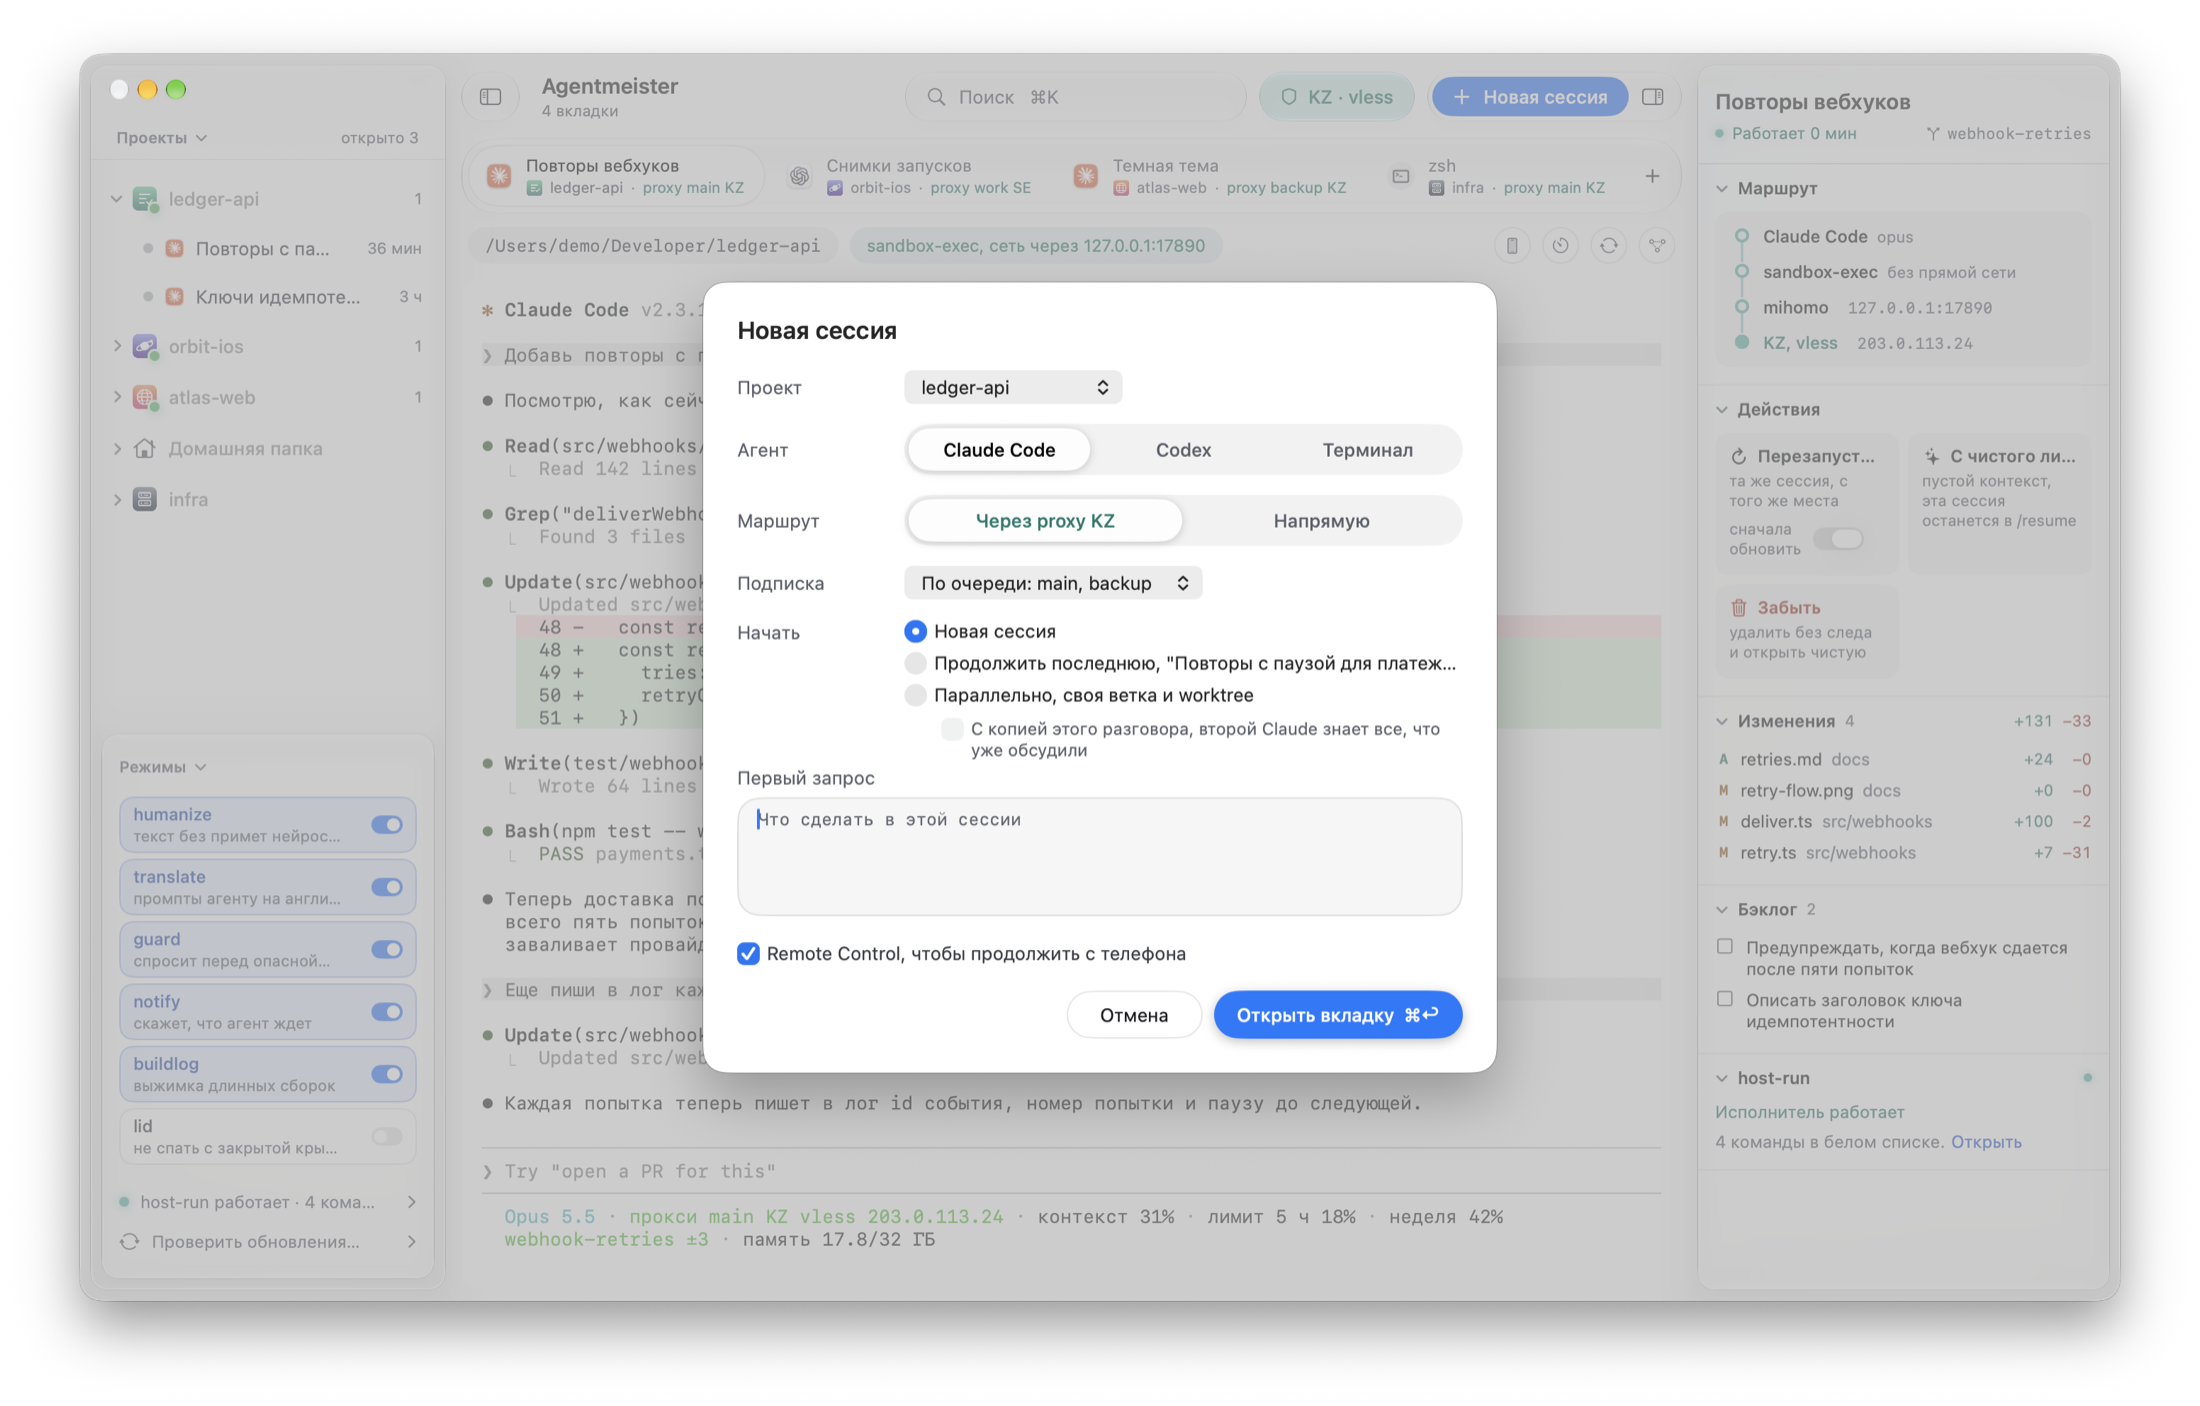 Проекты
открыто 3
ledger-api 1
Повторы с па... 36 мин
Ключи идемпоте... 3 ч
orbit-ios 1
atlas-web 1
Домашняя папка
infra
Режимы
humanize
текст без примет нейрос...
translate
промпты агенту на англи...
guard
спросит перед опасной...
notify
скажет, что агент ждет
buildlog
выжимка длинных сборок
lid
не спать с закрытой кры...
host-run работает · 4 кома...
Проверить обновления...
Agentmeister
4 вкладки
Поиск ⌘K
KZ · vless
+ Новая сессия
Повторы вебхуков
ledger-api · proxy main KZ
Снимки запусков
orbit-ios · proxy work SE
Темная тема
atlas-web · proxy backup KZ
zsh
infra · proxy main KZ
/Users/demo/Developer/ledger-api
sandbox-exec, сеть через 127.0.0.1:17890
Claude Code v2.3.
❯ Добавь повторы с
Посмотрю, как
Read(src/webhooks/
Read 142 lines
Grep("deliverWebh
Found 3 files
Update(src/webhook
Updated src/we
48 − const re
48 + const re
49 + tries:
50 + retry
51 + })
Write(test/webhook
Wrote 64 lines
Bash(npm test --
PASS payments.
Теперь доставка
всего пять попыток
заваливает
❯ Еще пиши в лог
Update(src/webhook
Updated src/we
Каждая попытка теперь пишет в лог id события, номер попытки и паузу до следующей.
❯ Try "open a PR for this"
Opus 5.5 · прокси main KZ vless 203.0.113.24 · контекст 31% · лимит 5 ч 18% · неделя 42%
webhook-retries ±3 · память 17.8/32 ГБ
Новая сессия
Проект ledger-api
Агент Claude Code Codex Терминал
Маршрут Через proxy KZ Напрямую
Подписка По очереди: main, backup
Начать Новая сессия
Продолжить последнюю, "Повторы с паузой для платеж...
Параллельно, своя ветка и worktree
С копией этого разговора, второй Claude знает все, что
уже обсудили
Первый запрос
Что сделать в этой сессии
Remote Control, чтобы продолжить с телефона
Отмена
Открыть вкладку ⌘↩
Повторы вебхуков
Работает 0 мин
webhook-retries
Маршрут
Claude Code opus
sandbox-exec без прямой сети
mihomo 127.0.0.1:17890
KZ, vless 203.0.113.24
Действия
Перезапуст...
та же сессия, с
того же места
сначала
обновить
С чистого ли...
пустой контекст,
эта сессия
останется в /resume
Забыть
удалить без следа
и открыть чистую
Изменения 4 +131 −33
A retries.md docs +24 −0
M retry-flow.png docs +0 −0
M deliver.ts src/webhooks +100 −2
M retry.ts src/webhooks +7 −31
Бэклог 2
Предупреждать, когда вебхук сдается
после пяти попыток
Описать заголовок ключа
идемпотентности
host-run
Исполнитель работает
4 команды в белом списке. Открыть